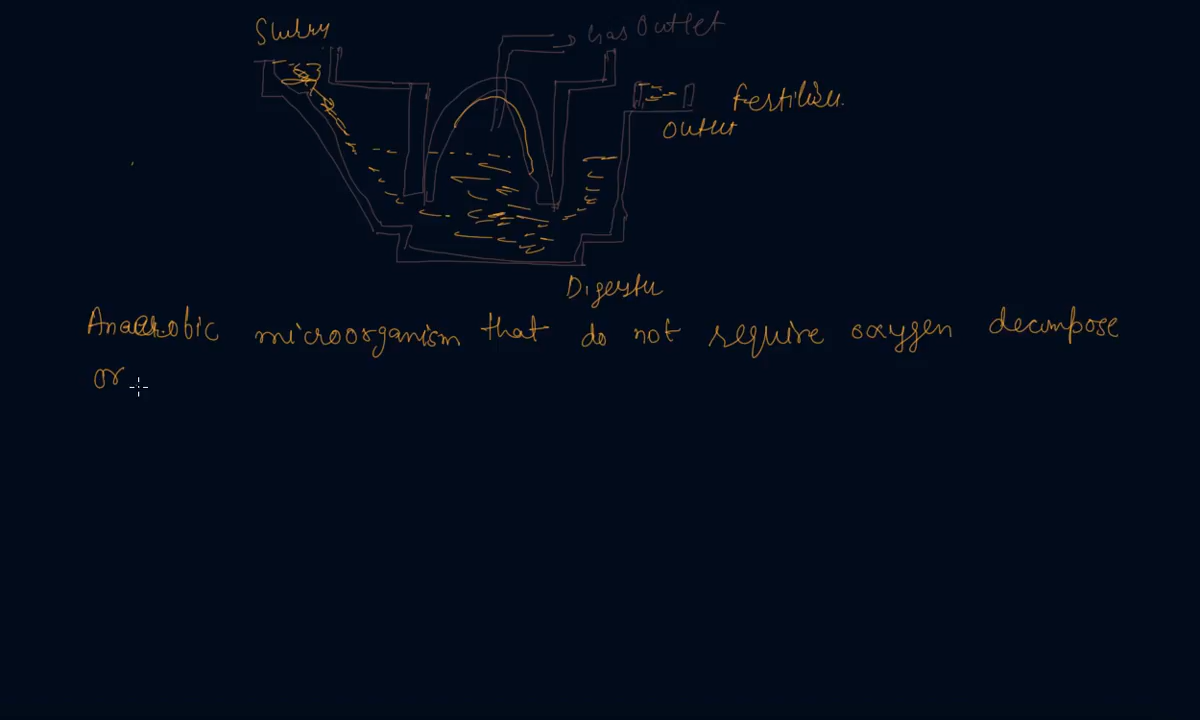 Slurry
Gas Outlet
Fertilizer
Outlet
Digester
Anaerobic microorganism that do not require oxygen decompose
or